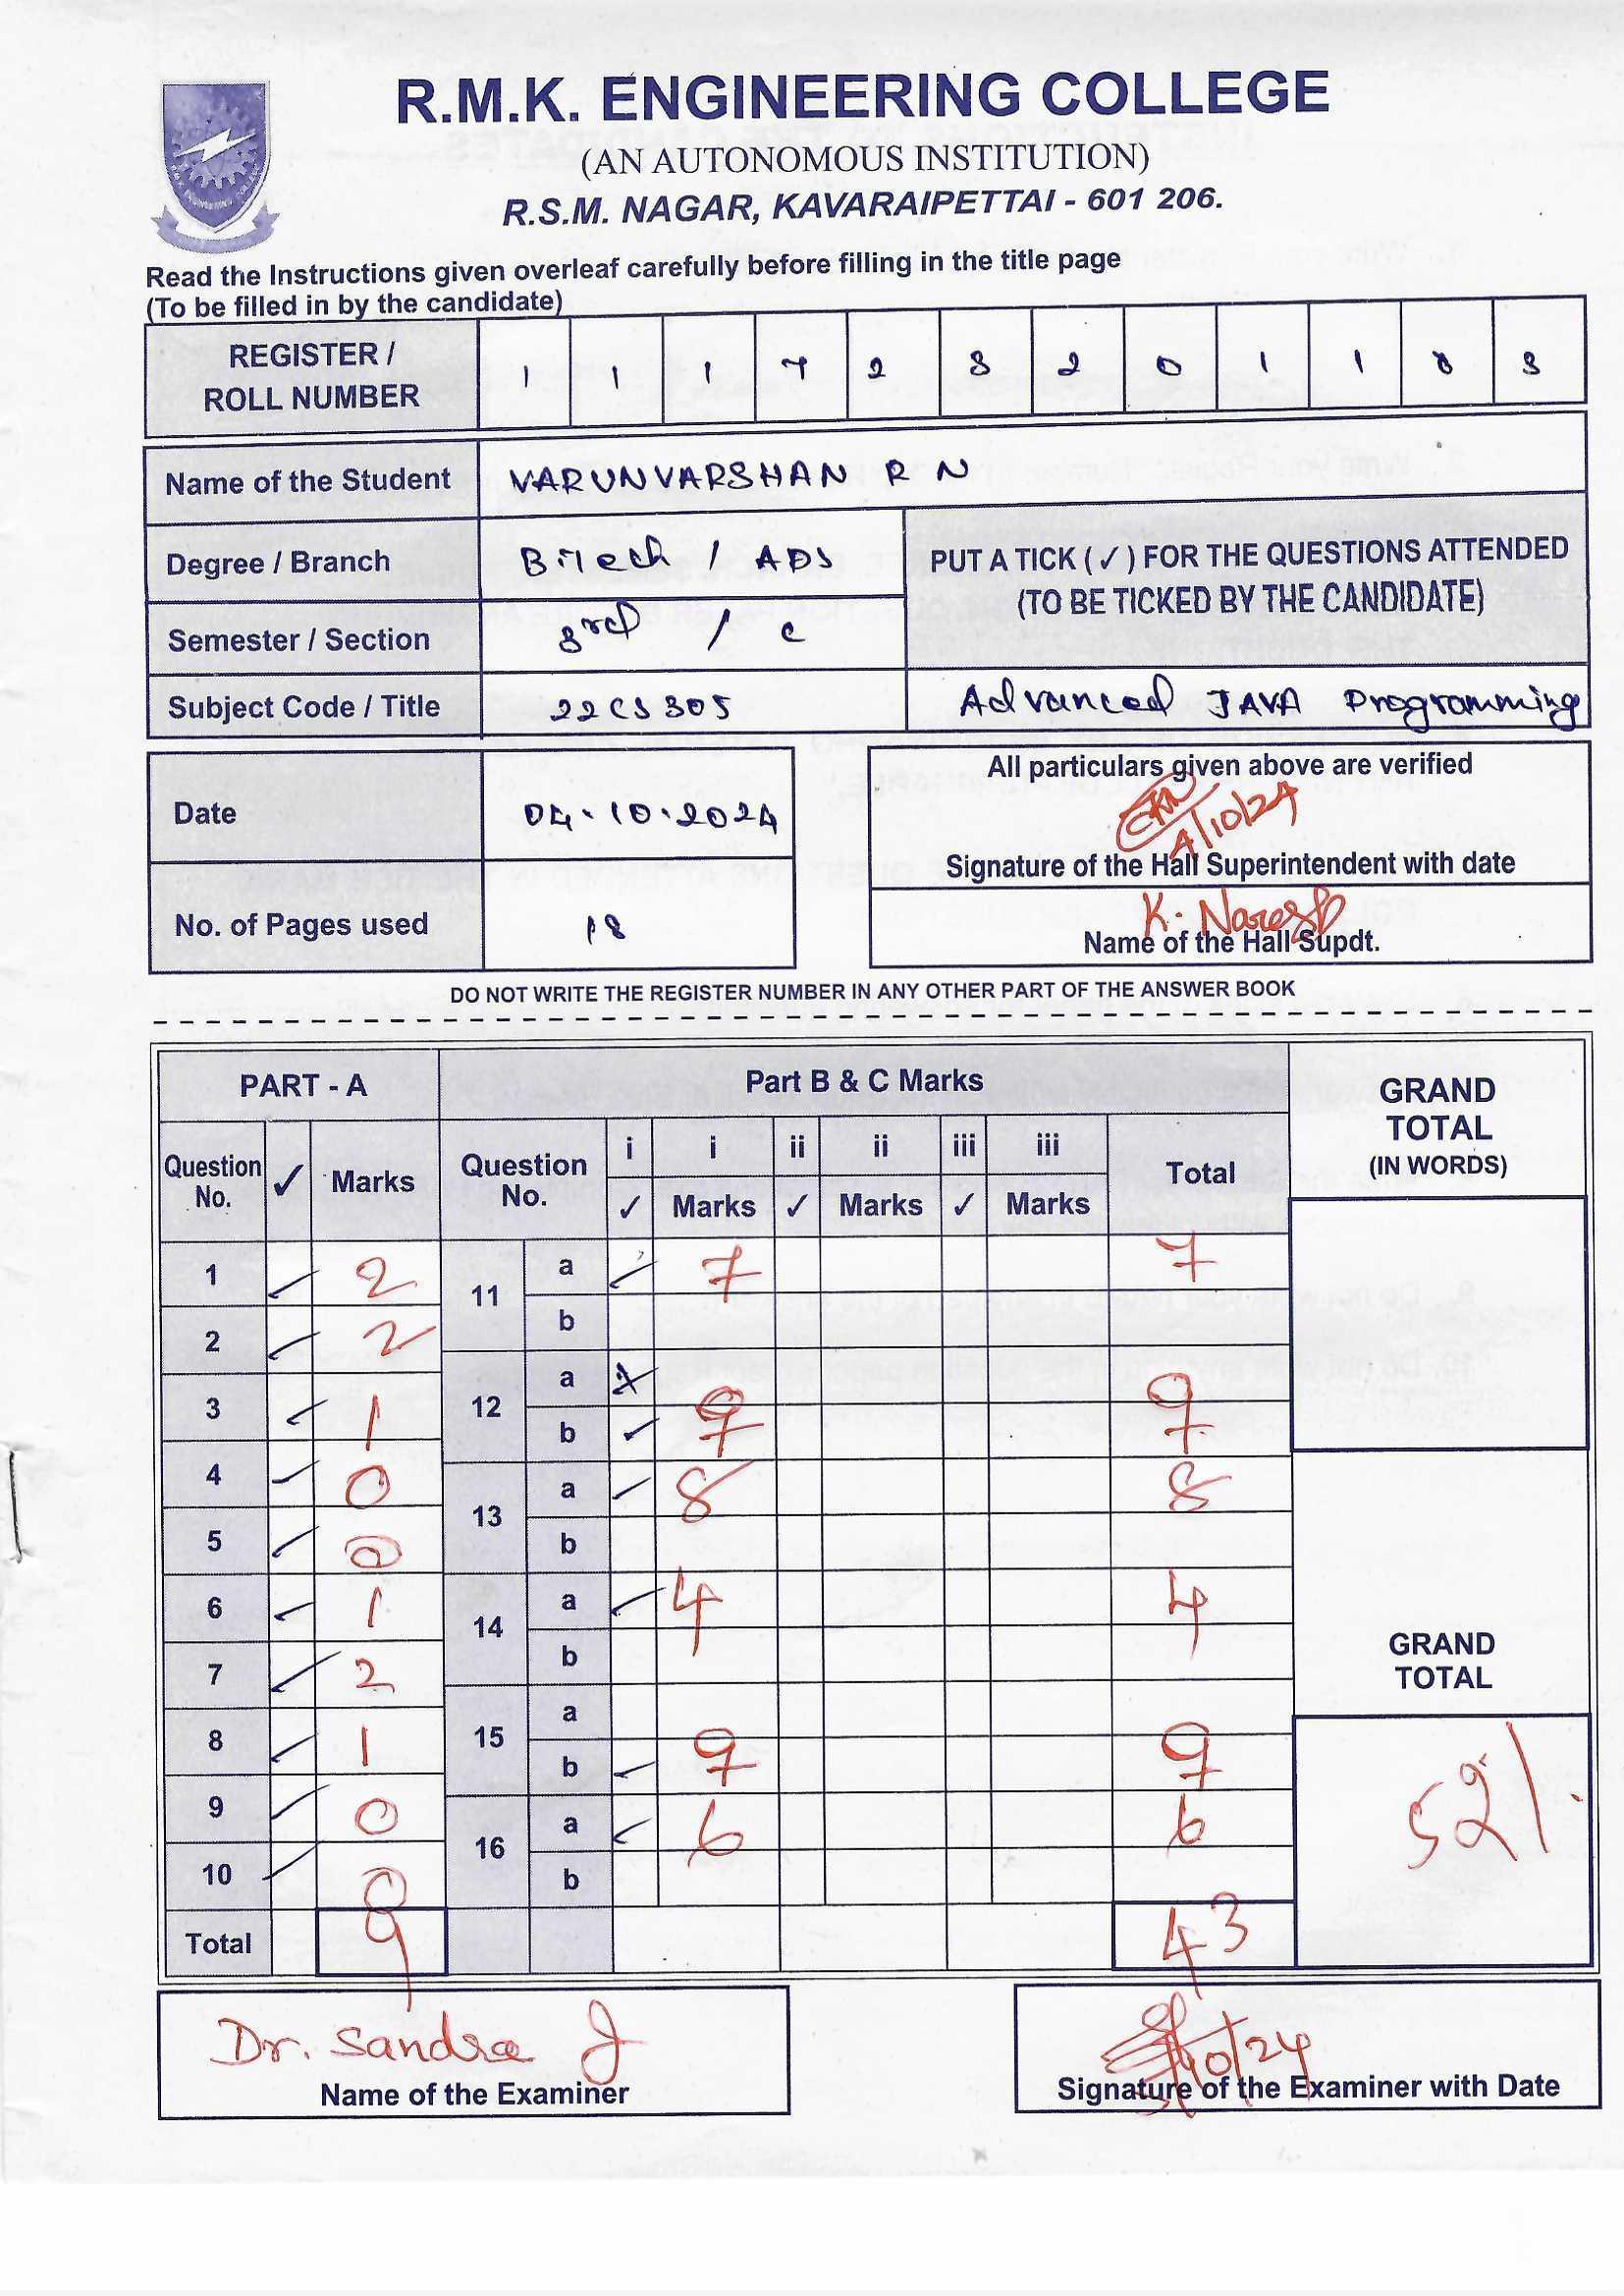 R.M.K. ENGINEERING COLLEGE
(AN AUTONOMOUS INSTITUTION)
R.S.M. NAGAR, KAVARAIPETTAI - 601 206.
Read the Instructions given overleaf carefully before filling in the title page
(To be filled in by the candidate)
REGISTER / ROLL NUMBER 1 1 1 7 2 3 2 0 1 1 8 3
Name of the Student VARUNVARSHAN R N
Degree / Branch B.Tech / ADS
PUT A TICK (✓) FOR THE QUESTIONS ATTENDED
(TO BE TICKED BY THE CANDIDATE)
Semester / Section 3rd / C
Subject Code / Title 22CS305 Advanced JAVA Programming
Date 04.10.2024
All particulars given above are verified
4/10/24
Signature of the Hall Superintendent with date
No. of Pages used 18
K. Naresh
Name of the Hall Supdt.
DO NOT WRITE THE REGISTER NUMBER IN ANY OTHER PART OF THE ANSWER BOOK
PART - A Part B & C Marks GRAND TOTAL (IN WORDS)
Question No. ✓ Marks Question No. i ✓ i Marks ii ✓ ii Marks iii ✓ iii Marks Total
1 ✓ 2
2 ✓ 2
3 ✓ 1
4 ✓ 0
5 ✓ 0
6 ✓ 1
7 ✓ 2
8 ✓ 1
9 ✓ 0
10 ✓ 0
Total 9
11 a ✓ 7 7
b
12 a
b ✓ 9 9
13 a ✓ 8 8
b
14 a ✓ 4 4
b
15 a
b ✓ 9 9
16 a ✓ 6 6
b
43
GRAND TOTAL
52
Dr. Sandra J
Name of the Examiner
Signature of the Examiner with Date